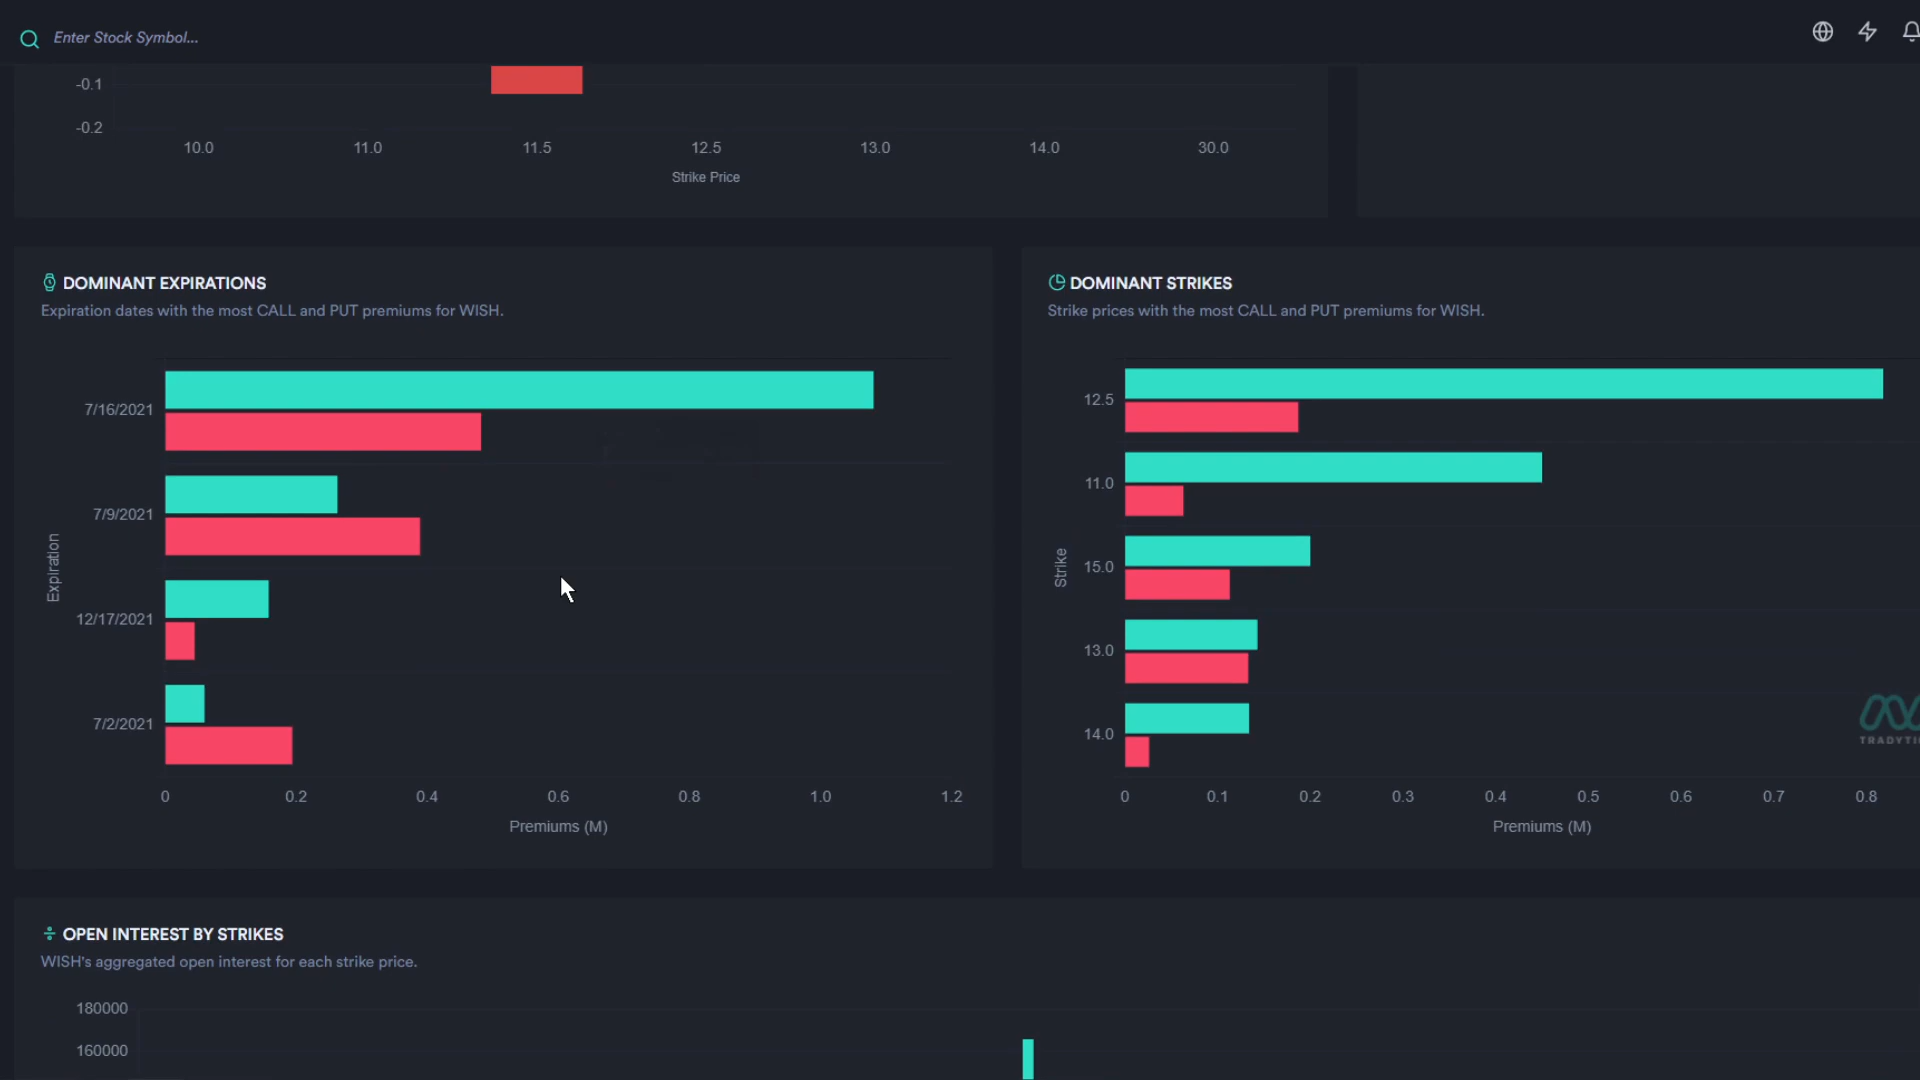 Enter Stock Symbol...
-0.1
-0.2
10.0 11.0 11.5 12.5 13.0 14.0 30.0
Strike Price
DOMINANT EXPIRATIONS
Expiration dates with the most CALL and PUT premiums for WISH.
Expiration
7/16/2021
7/9/2021
12/17/2021
7/2/2021
0 0.2 0.4 0.6 0.8 1.0 1.2
Premiums (M)
DOMINANT STRIKES
Strike prices with the most CALL and PUT premiums for WISH.
Strike
12.5
11.0
15.0
13.0
14.0
0 0.1 0.2 0.3 0.4 0.5 0.6 0.7 0.8
Premiums (M)
OPEN INTEREST BY STRIKES
WISH's aggregated open interest for each strike price.
180000
160000